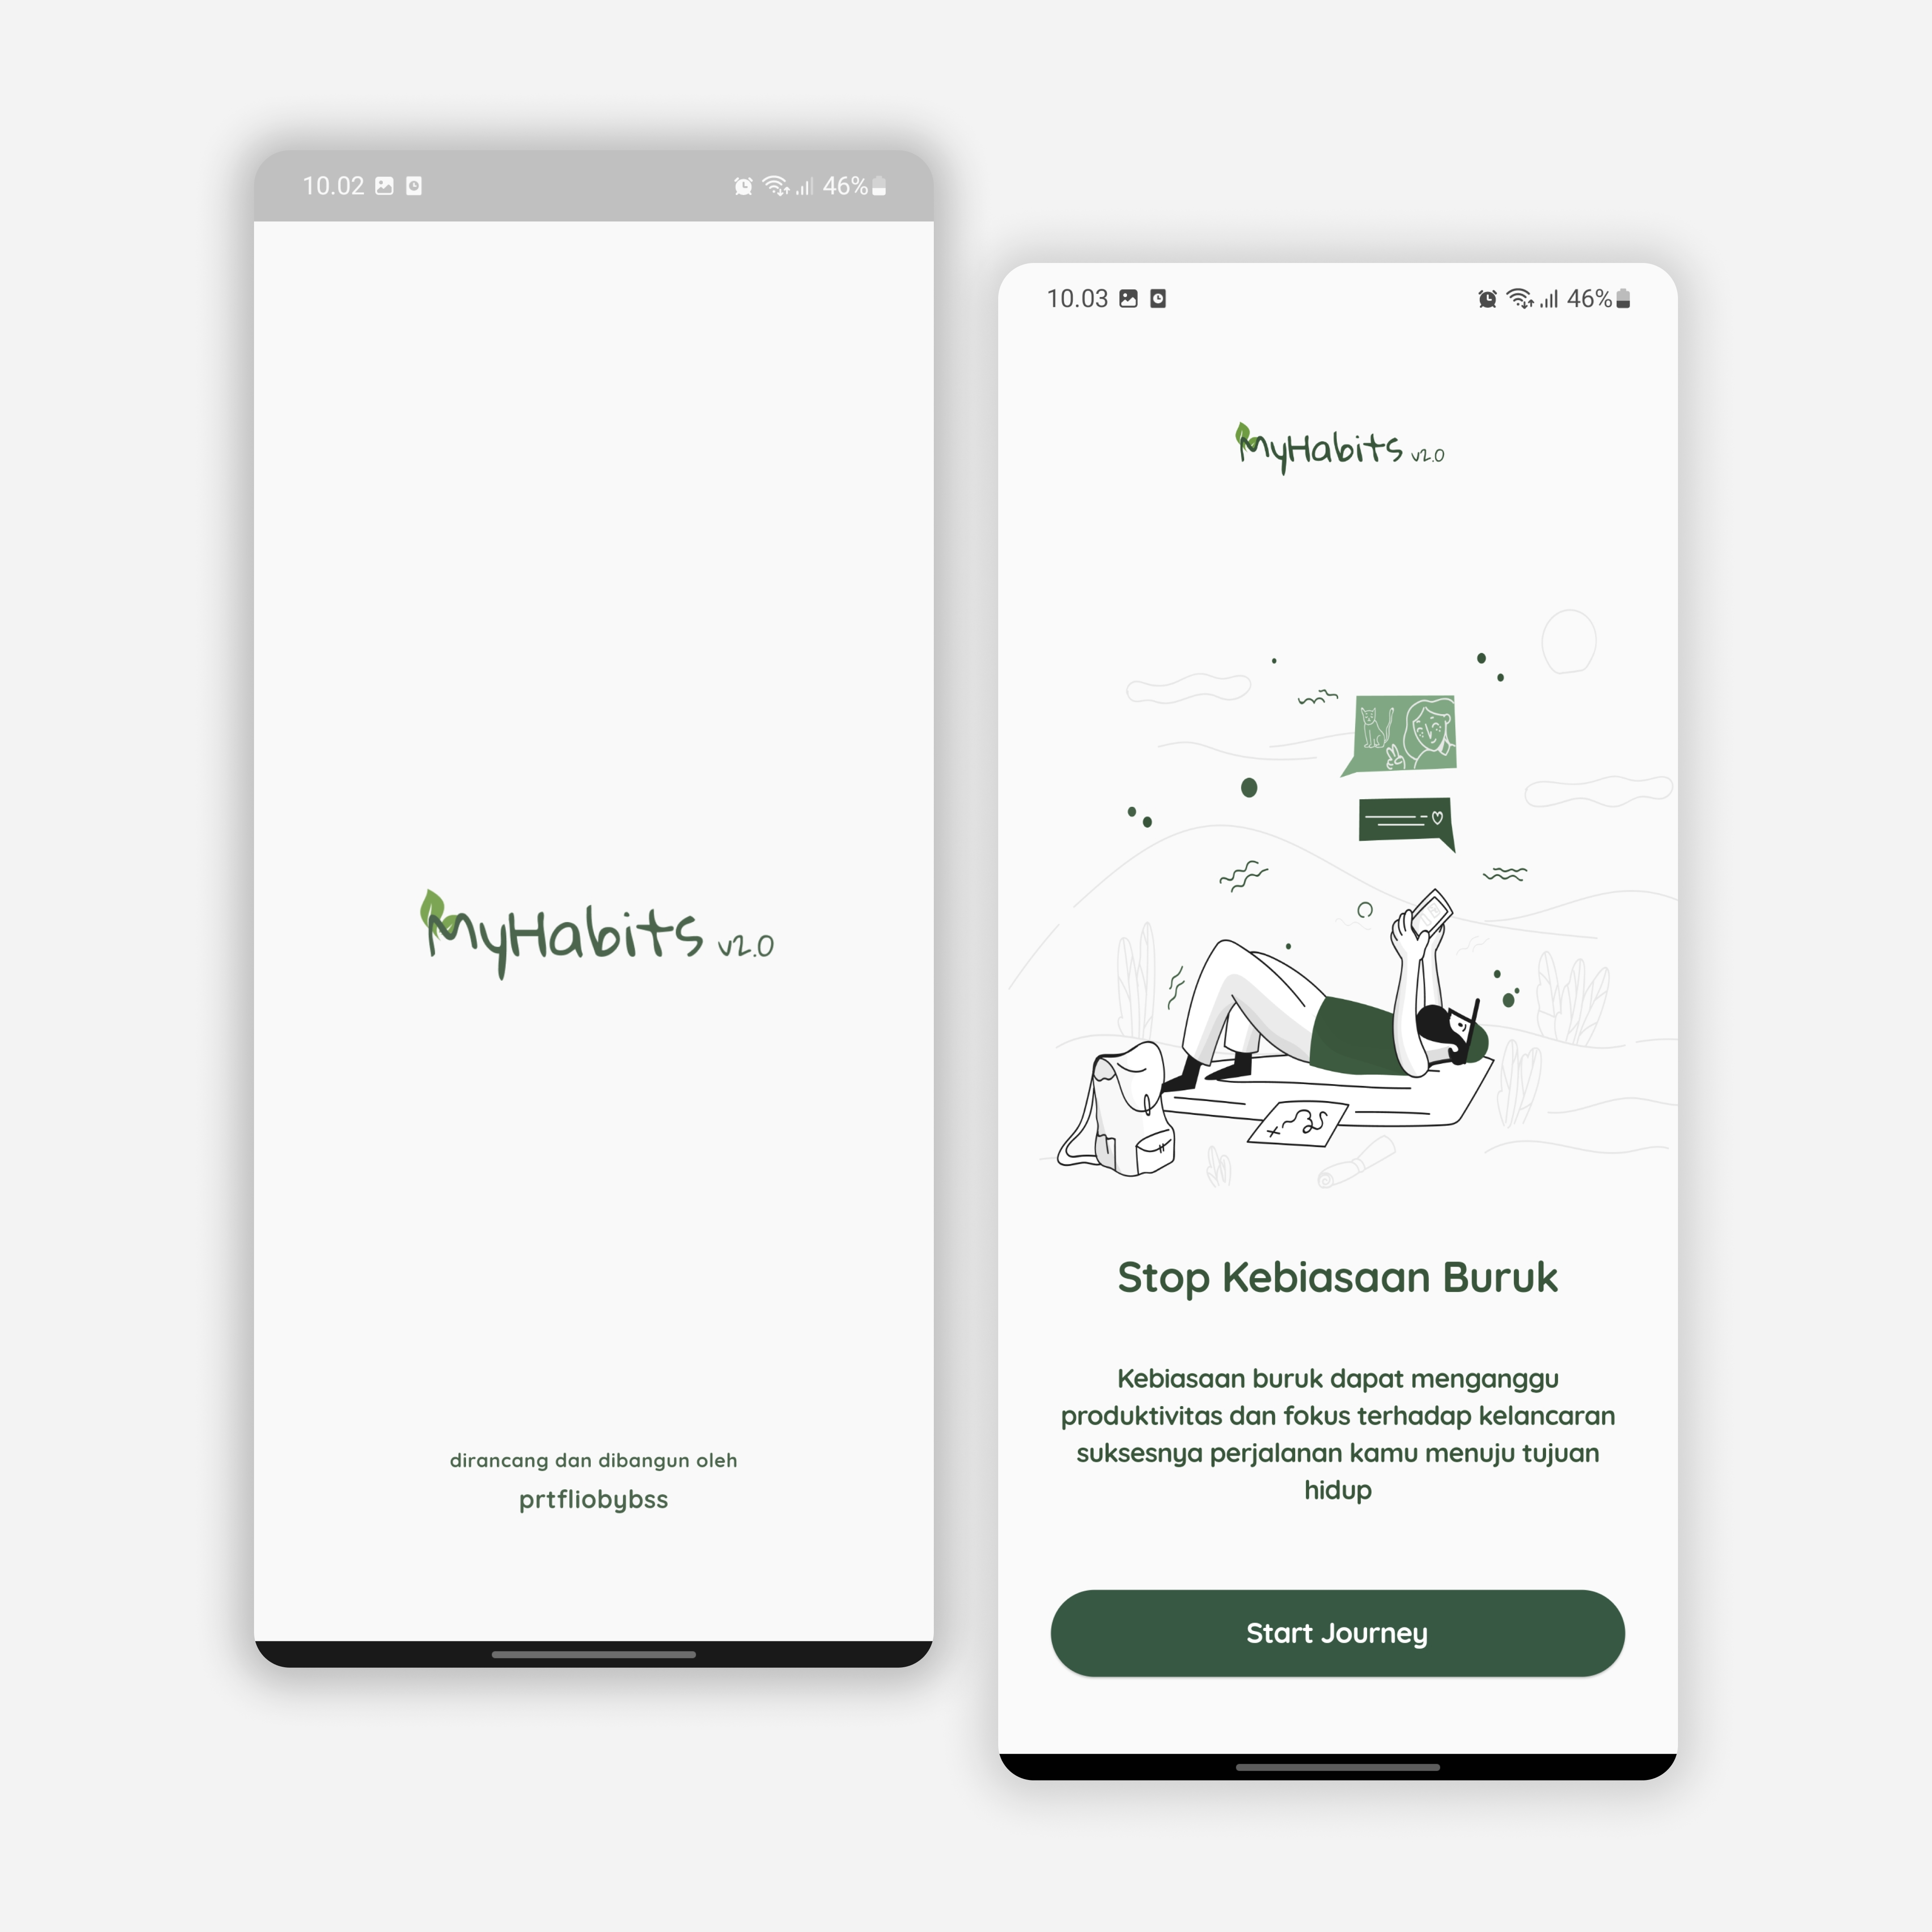 10.02
46%
MyHabits v2.0
dirancang dan dibangun oleh
prtfliobybss
10.03
46%
MyHabits v2.0
Stop Kebiasaan Buruk
Kebiasaan buruk dapat menganggu
produktivitas dan fokus terhadap kelancaran
suksesnya perjalanan kamu menuju tujuan
hidup
Start Journey